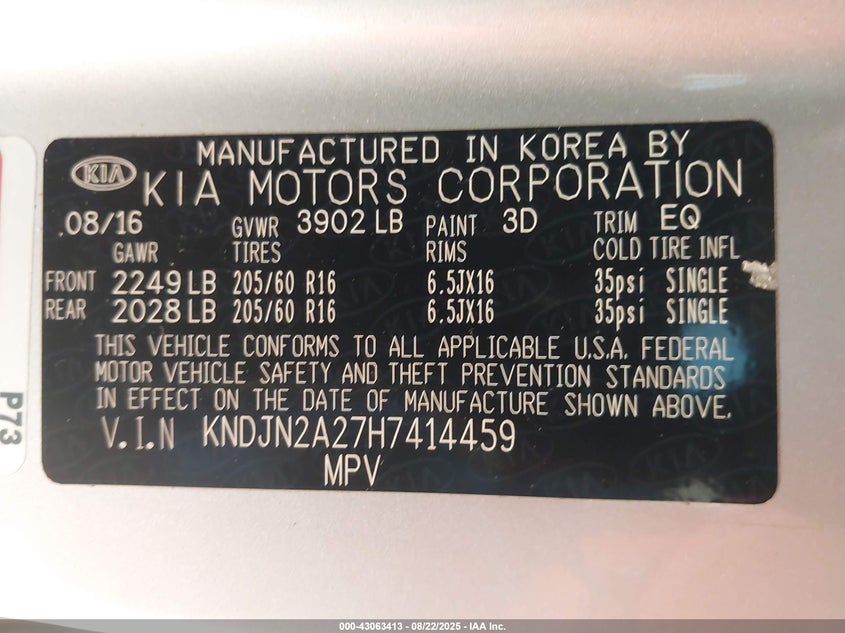 MANUFACTURED IN KOREA BY
KIA KIA MOTORS CORPORATION
08/16 GVWR 3902 LB PAINT 3D TRIM EQ
GAWR TIRES RIMS COLD TIRE INFL
FRONT 2249 LB 205/60 R16 6.5JX16 35psi SINGLE
REAR 2028 LB 205/60 R16 6.5JX16 35psi SINGLE
THIS VEHICLE CONFORMS TO ALL APPLICABLE U.S.A. FEDERAL
MOTOR VEHICLE SAFETY AND THEFT PREVENTION STANDARDS
IN EFFECT ON THE DATE OF MANUFACTURE SHOWN ABOVE.
V.I.N KNDJN2A27H7414459
MPV
P73
000-43063413 - 08/22/2025 - IAA Inc.